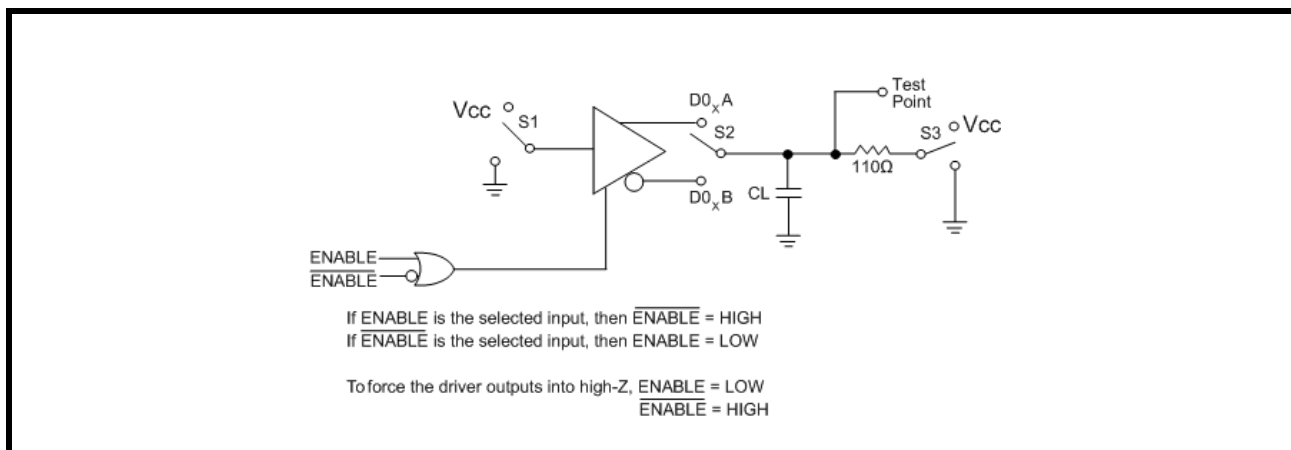 Vcc
S1
D0xA
S2
D0xB
Test
Point
S3
Vcc
110Ω
CL
ENABLE
ENABLE
If ENABLE is the selected input, then ENABLE = HIGH
If ENABLE is the selected input, then ENABLE = LOW
To force the driver outputs into high-Z, ENABLE = LOW
ENABLE = HIGH